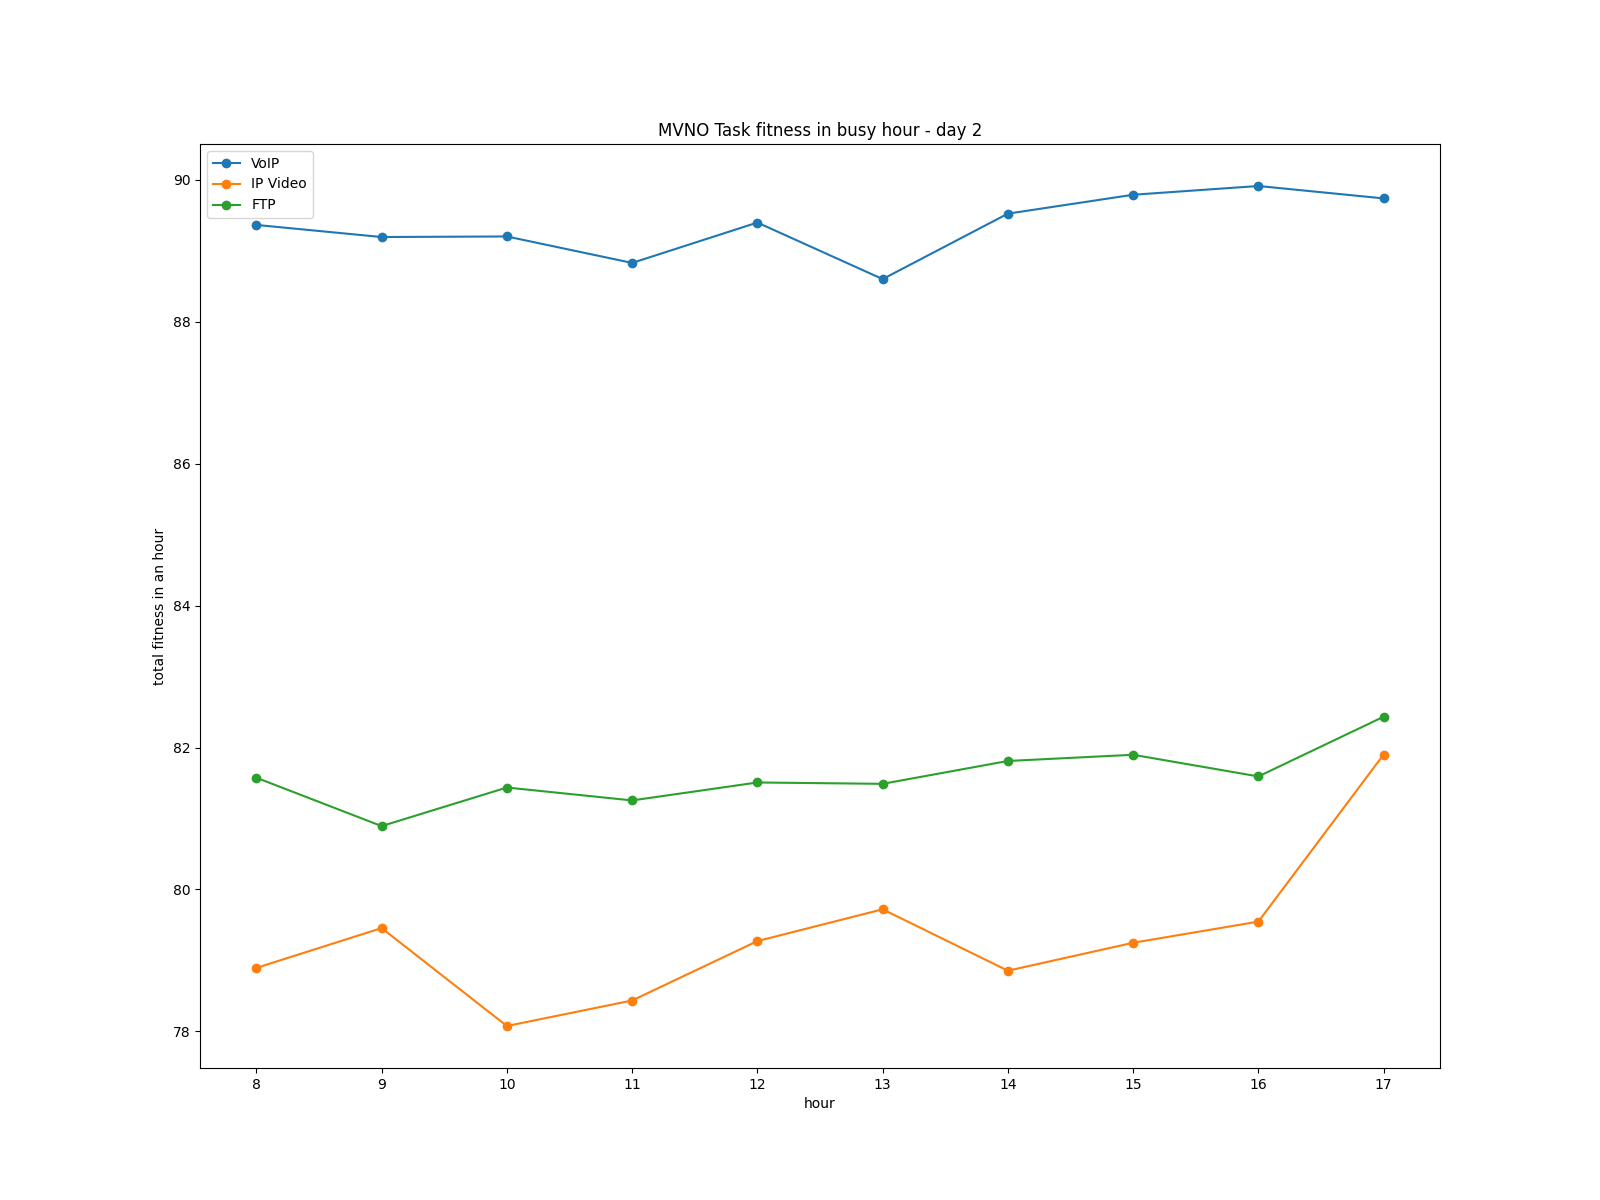 MVNO Task fitness in busy hour - day 2
VoIP
IP Video
FTP
90
88
86
84
82
80
78
total fitness in an hour
8 9 10 11 12 13 14 15 16 17
hour